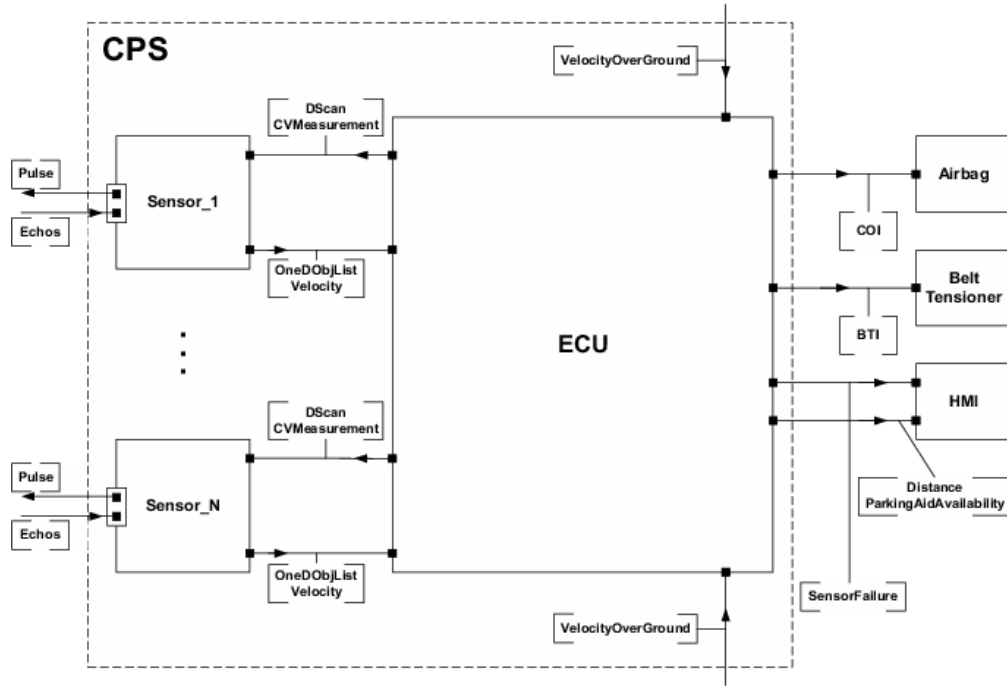 CPS
VelocityOverGround
DScan
CVMeasurement
Pulse
Sensor_1
Echos
OneDObjList
Velocity
ECU
Airbag
COI
Belt
Tensioner
BTI
HMI
DScan
CVMeasurement
Pulse
Sensor_N
Echos
OneDObjList
Velocity
Distance
ParkingAidAvailability
SensorFailure
VelocityOverGround